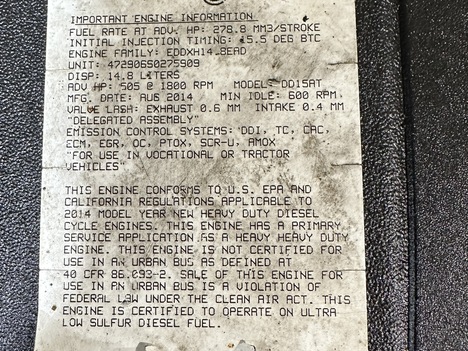 IMPORTANT ENGINE INFORMATION
FUEL RATE AT ADV. HP: 278.8 MM3/STROKE
INITIAL INJECTION TIMING: 15.5 DEG BTC
ENGINE FAMILY: EDDXH14.8EAD
UNIT: 472906S0275909
DISP: 14.8 LITERS
ADV HP: 505 @ 1800 RPM MODEL: DD15AT
MFG. DATE: AUG 2014 MIN IDLE: 600 RPM,
VALVE LASH: EXHAUST 0.6 MM INTAKE 0.4 MM
"DELEGATED ASSEMBLY"
EMISSION CONTROL SYSTEMS: "DDI, TC, CAC,
ECM, EGR, OC, PTOX, SCR-U, AMOX"
"FOR USE IN VOCATIONAL OR TRACTOR
VEHICLES"
THIS ENGINE CONFORMS TO U.S. EPA AND
CALIFORNIA REGULATIONS APPLICABLE TO
2014 MODEL YEAR NEW HEAVY DUTY DIESEL
CYCLE ENGINES. THIS ENGINE HAS A PRIMARY
SERVICE APPLICATION AS A HEAVY HEAVY DUTY
ENGINE. THIS ENGINE IS NOT CERTIFIED FOR
USE IN AN URBAN BUS AS DEFINED AT
40 CFR 86.093-2. SALE OF THIS ENGINE FOR
USE IN AN URBAN BUS IS A VIOLATION OF
FEDERAL LAW UNDER THE CLEAN AIR ACT. THIS
ENGINE IS CERTIFIED TO OPERATE ON ULTRA
LOW SULFUR DIESEL FUEL.